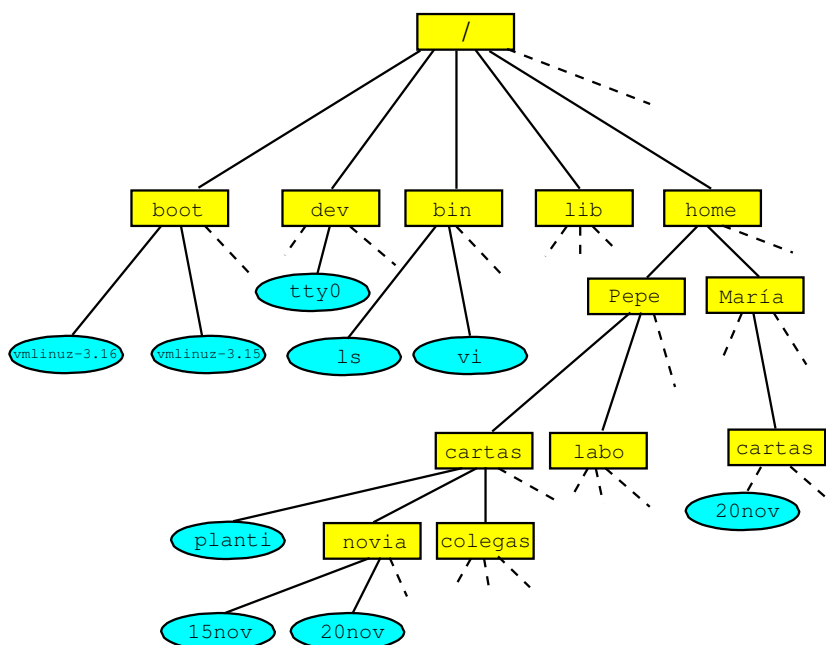 /
boot
dev
bin
lib
home
tty0
Pepe
María
vmlinuz-3.16
vmlinuz-3.15
ls
vi
cartas
labo
cartas
20nov
planti
novia
colegas
15nov
20nov